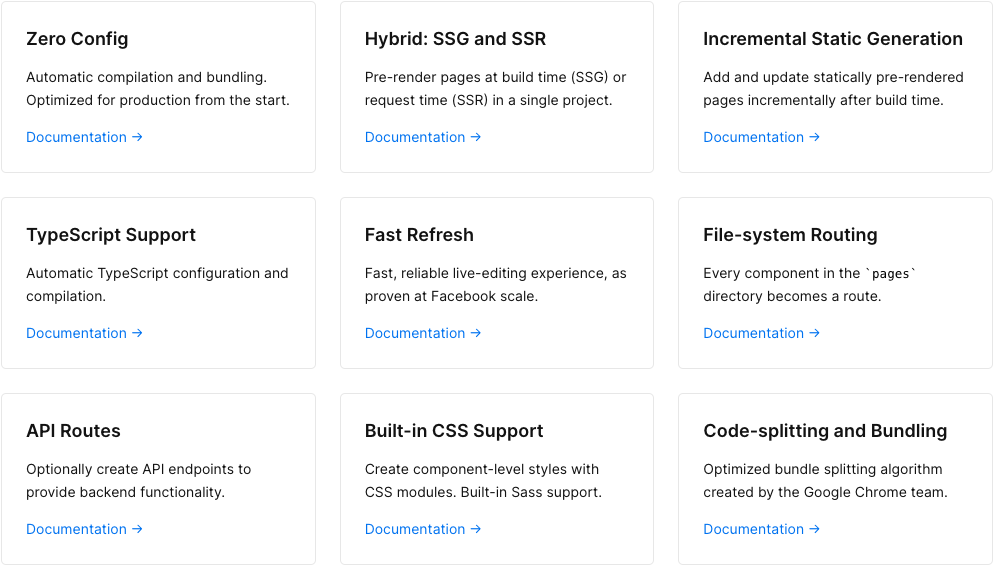 Zero Config
Automatic compilation and bundling.
Optimized for production from the start.
Documentation →
Hybrid: SSG and SSR
Pre-render pages at build time (SSG) or
request time (SSR) in a single project.
Documentation →
Incremental Static Generation
Add and update statically pre-rendered
pages incrementally after build time.
Documentation →
TypeScript Support
Automatic TypeScript configuration and
compilation.
Documentation →
Fast Refresh
Fast, reliable live-editing experience, as
proven at Facebook scale.
Documentation →
File-system Routing
Every component in the `pages`
directory becomes a route.
Documentation →
API Routes
Optionally create API endpoints to
provide backend functionality.
Documentation →
Built-in CSS Support
Create component-level styles with
CSS modules. Built-in Sass support.
Documentation →
Code-splitting and Bundling
Optimized bundle splitting algorithm
created by the Google Chrome team.
Documentation →